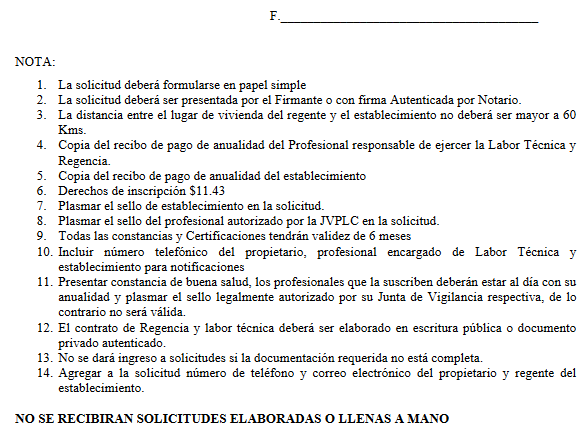 F.________________________________________
NOTA:
1. La solicitud deberá formularse en papel simple
2. La solicitud deberá ser presentada por el Firmante o con firma Autenticada por Notario.
3. La distancia entre el lugar de vivienda del regente y el establecimiento no deberá ser mayor a 60
Kms.
4. Copia del recibo de pago de anualidad del Profesional responsable de ejercer la Labor Técnica y
Regencia.
5. Copia del recibo de pago de anualidad del establecimiento
6. Derechos de inscripción $11.43
7. Plasmar el sello de establecimiento en la solicitud.
8. Plasmar el sello del profesional autorizado por la JVPLC en la solicitud.
9. Todas las constancias y Certificaciones tendrán validez de 6 meses
10. Incluir número telefónico del propietario, profesional encargado de Labor Técnica y
establecimiento para notificaciones
11. Presentar constancia de buena salud, los profesionales que la suscriben deberán estar al día con su
anualidad y plasmar el sello legalmente autorizado por su Junta de Vigilancia respectiva, de lo
contrario no será válida.
12. El contrato de Regencia y labor técnica deberá ser elaborado en escritura pública o documento
privado autenticado.
13. No se dará ingreso a solicitudes si la documentación requerida no está completa.
14. Agregar a la solicitud número de teléfono y correo electrónico del propietario y regente del
establecimiento.
NO SE RECIBIRAN SOLICITUDES ELABORADAS O LLENAS A MANO